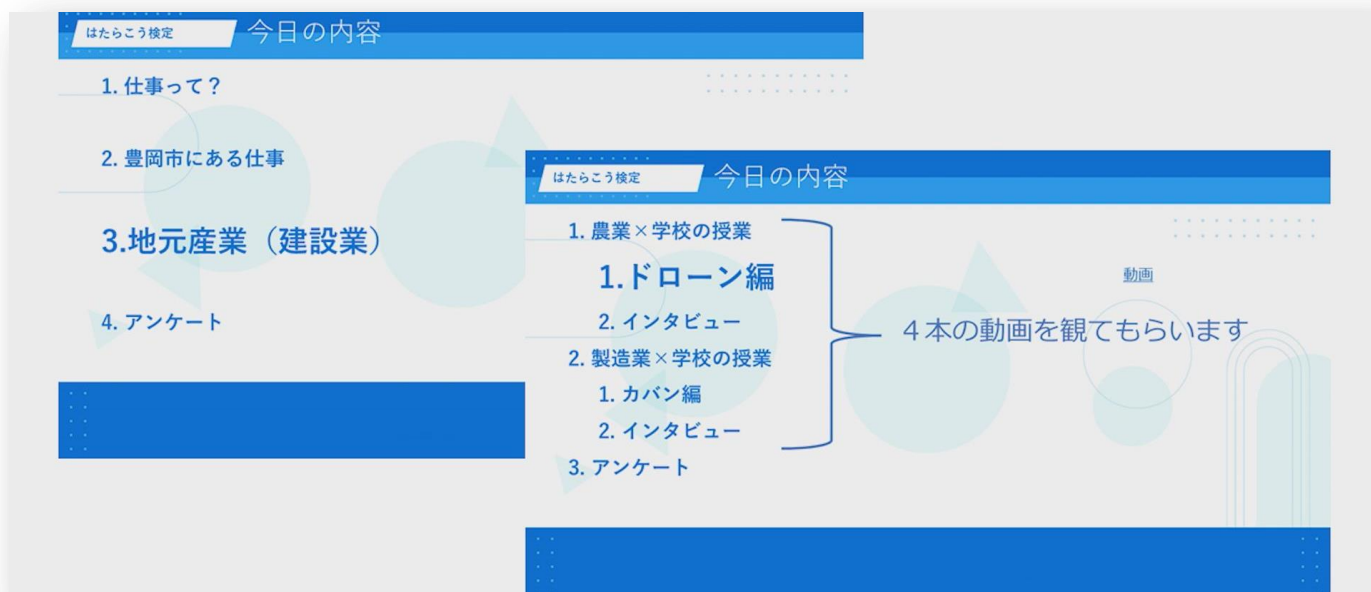 はたらこう検定
今日の内容
1. 仕事って？
2. 豊岡市にある仕事
3.地元産業（建設業）
4. アンケート
はたらこう検定
今日の内容
1. 農業×学校の授業
1.ドローン編
2. インタビュー
2. 製造業×学校の授業
1. カバン編
2. インタビュー
3. アンケート
動画
４本の動画を観てもらいます